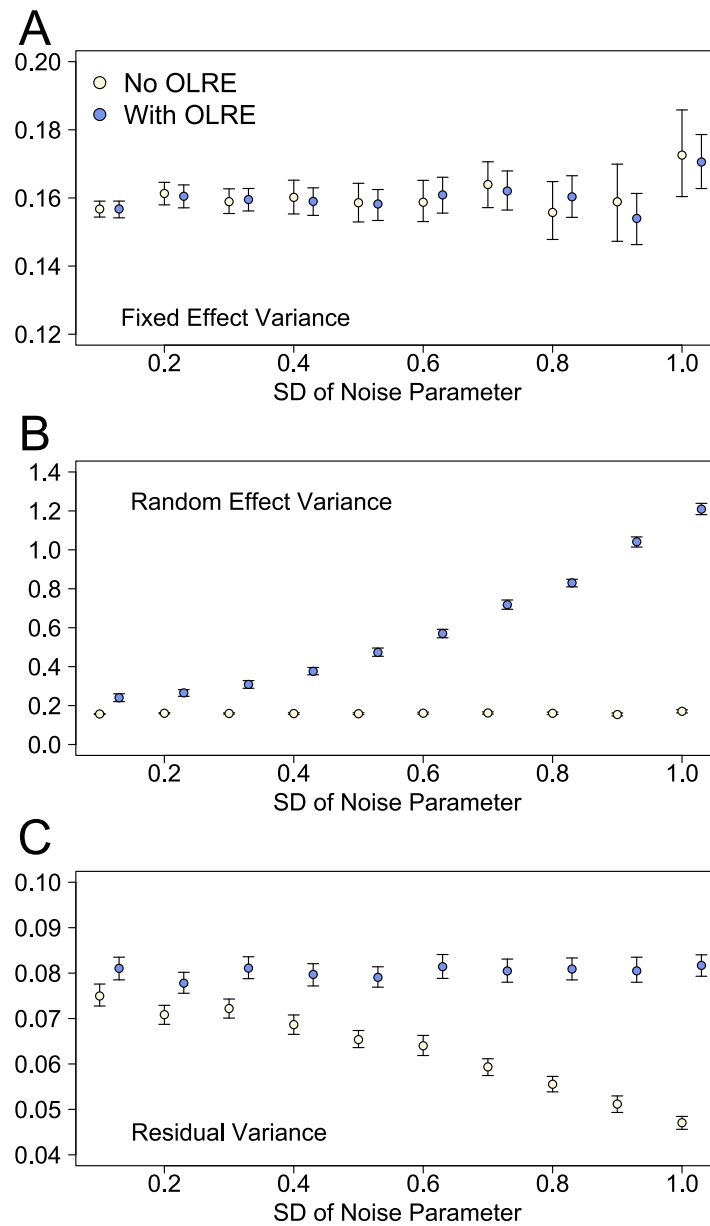 A
0.20
No OLRE
With OLRE
0.18
0.16
0.14
Fixed Effect Variance
0.12
0.2 0.4 0.6 0.8 1.0
SD of Noise Parameter
B
1.4
Random Effect Variance
1.2
1.0
0.8
0.6
0.4
0.2
0.0
0.2 0.4 0.6 0.8 1.0
SD of Noise Parameter
C
0.10
0.09
0.08
0.07
0.06
0.05
Residual Variance
0.04
0.2 0.4 0.6 0.8 1.0
SD of Noise Parameter